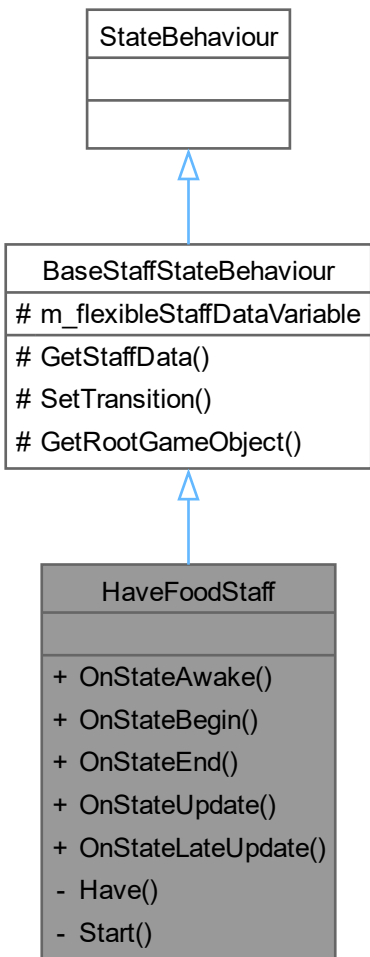 StateBehaviour
BaseStaffStateBehaviour
# m_flexibleStaffDataVariable
# GetStaffData()
# SetTransition()
# GetRootGameObject()
HaveFoodStaff
+ OnStateAwake()
+ OnStateBegin()
+ OnStateEnd()
+ OnStateUpdate()
+ OnStateLateUpdate()
- Have()
- Start()